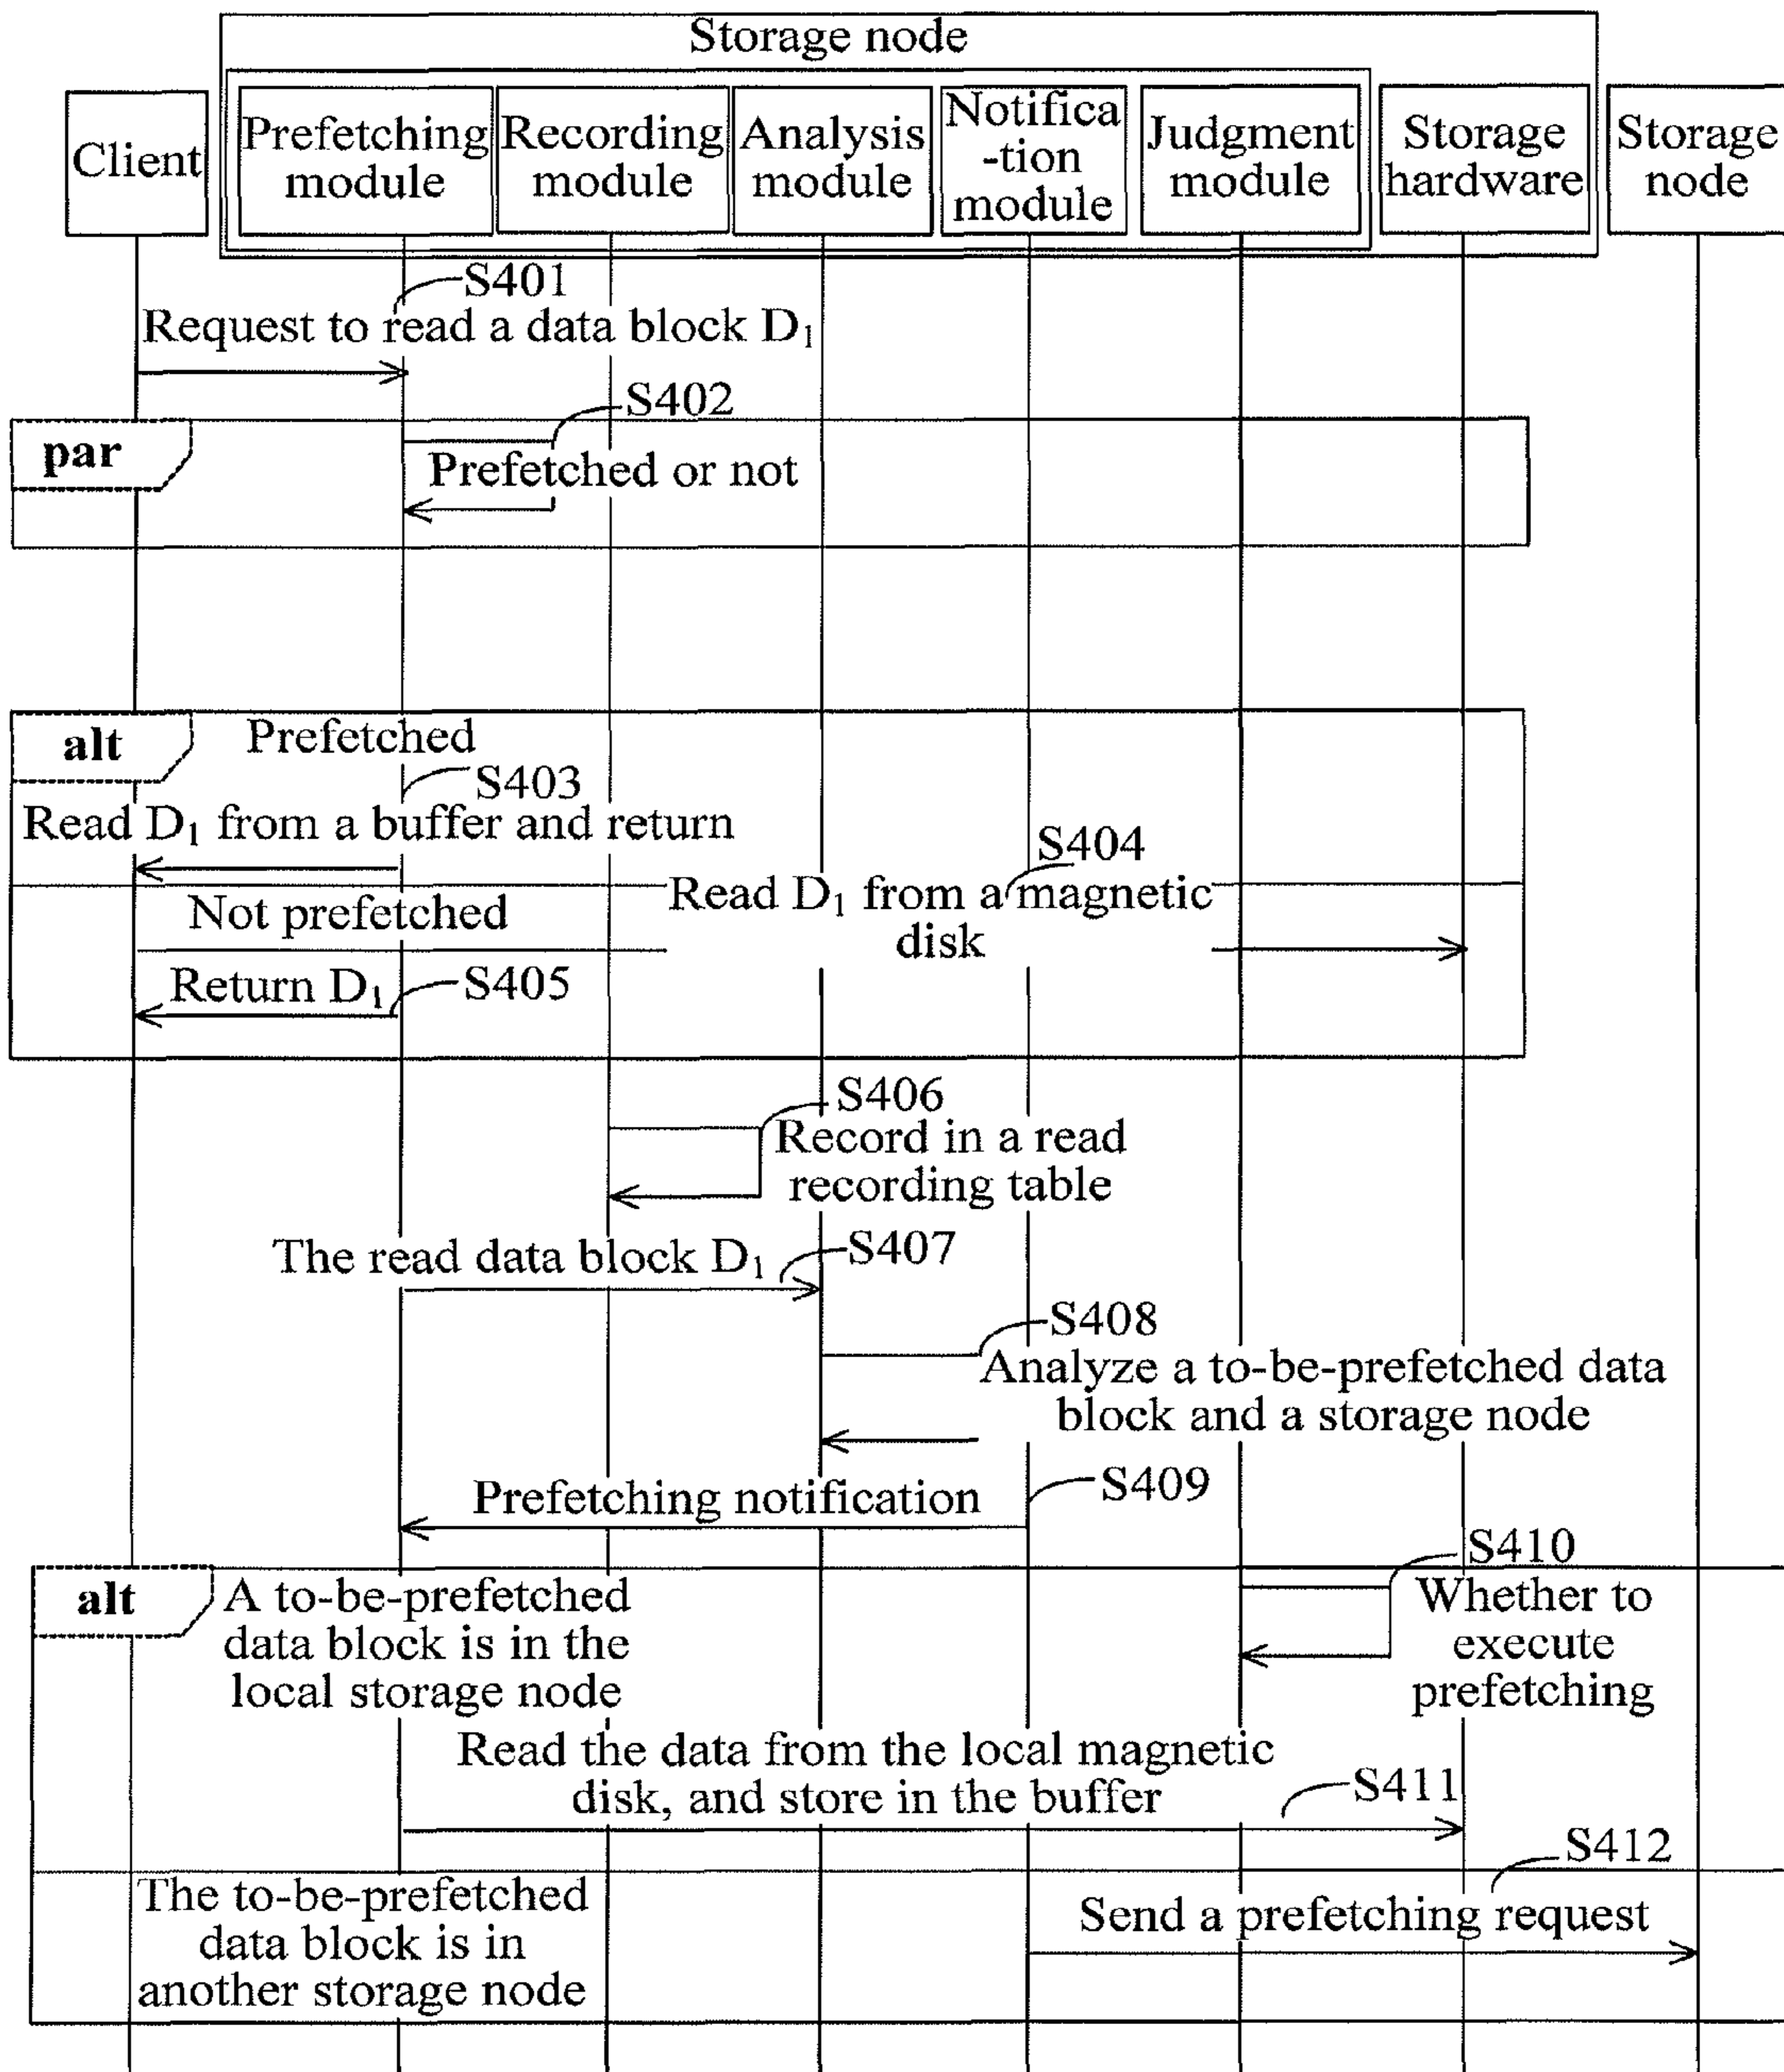 Storage node
Client
Prefetching
module
Recording
module
Analysis
module
Notifica
-tion
module
Judgment
module
Storage
hardware
Storage
node
S401
Request to read a data block D₁
S402
par
Prefetched or not
alt
Prefetched
S403
Read D₁ from a buffer and return
S404
Read D₁ from a magnetic
disk
Not prefetched
Return D₁
S405
S406
Record in a read
recording table
The read data block D₁
S407
S408
Analyze a to-be-prefetched data
block and a storage node
Prefetching notification
S409
S410
alt
A to-be-prefetched
data block is in the
local storage node
Whether to
execute
prefetching
Read the data from the local magnetic
disk, and store in the buffer
S411
S412
The to-be-prefetched
data block is in
another storage node
Send a prefetching request